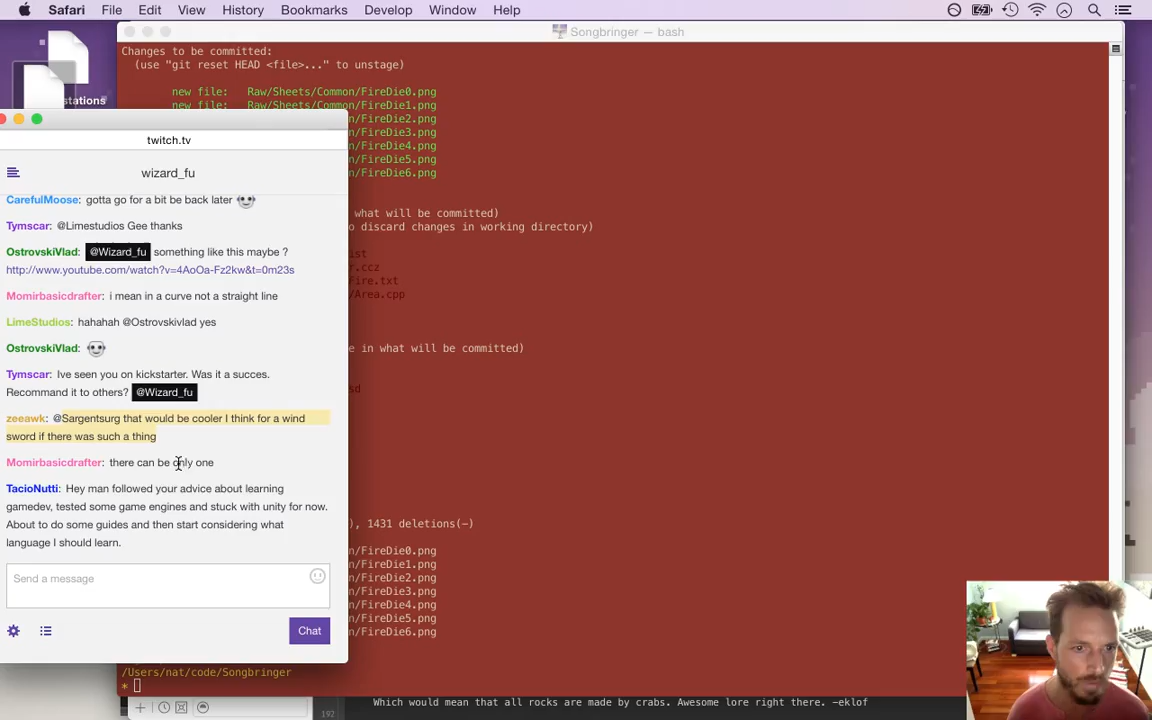 Safari File Edit View History Bookmarks Develop Window Help
stations
Songbringer — bash
Changes to be committed:
(use "git reset HEAD <file>..." to unstage)
new file: Raw/Sheets/Common/FireDie0.png
new file: Raw/Sheets/Common/FireDie1.png
n/FireDie2.png
n/FireDie3.png
n/FireDie4.png
n/FireDie5.png
n/FireDie6.png
what will be committed)
o discard changes in working directory)
ist
r.ccz
Fire.txt
/Area.cpp
e in what will be committed)
sd
), 1431 deletions(-)
n/FireDie0.png
n/FireDie1.png
n/FireDie2.png
n/FireDie3.png
n/FireDie4.png
n/FireDie5.png
n/FireDie6.png
/Users/nat/code/Songbringer
*
twitch.tv
wizard_fu
CarefulMoose: gotta go for a bit be back later
Tymscar: @Limestudios Gee thanks
OstrovskiVlad: @Wizard_fu something like this maybe ?
http://www.youtube.com/watch?v=4AoOa-Fz2kw&t=0m23s
Momirbasicdrafter: i mean in a curve not a straight line
LimeStudios: hahahah @Ostrovskivlad yes
OstrovskiVlad:
Tymscar: Ive seen you on kickstarter. Was it a succes.
Recommand it to others? @Wizard_fu
zeeawk: @Sargentsurg that would be cooler I think for a wind
sword if there was such a thing
Momirbasicdrafter: there can be only one
TacioNutti: Hey man followed your advice about learning
gamedev, tested some game engines and stuck with unity for now.
About to do some guides and then start considering what
language I should learn.
Send a message
Chat
192
Which would mean that all rocks are made by crabs. Awesome lore right there. -eklof